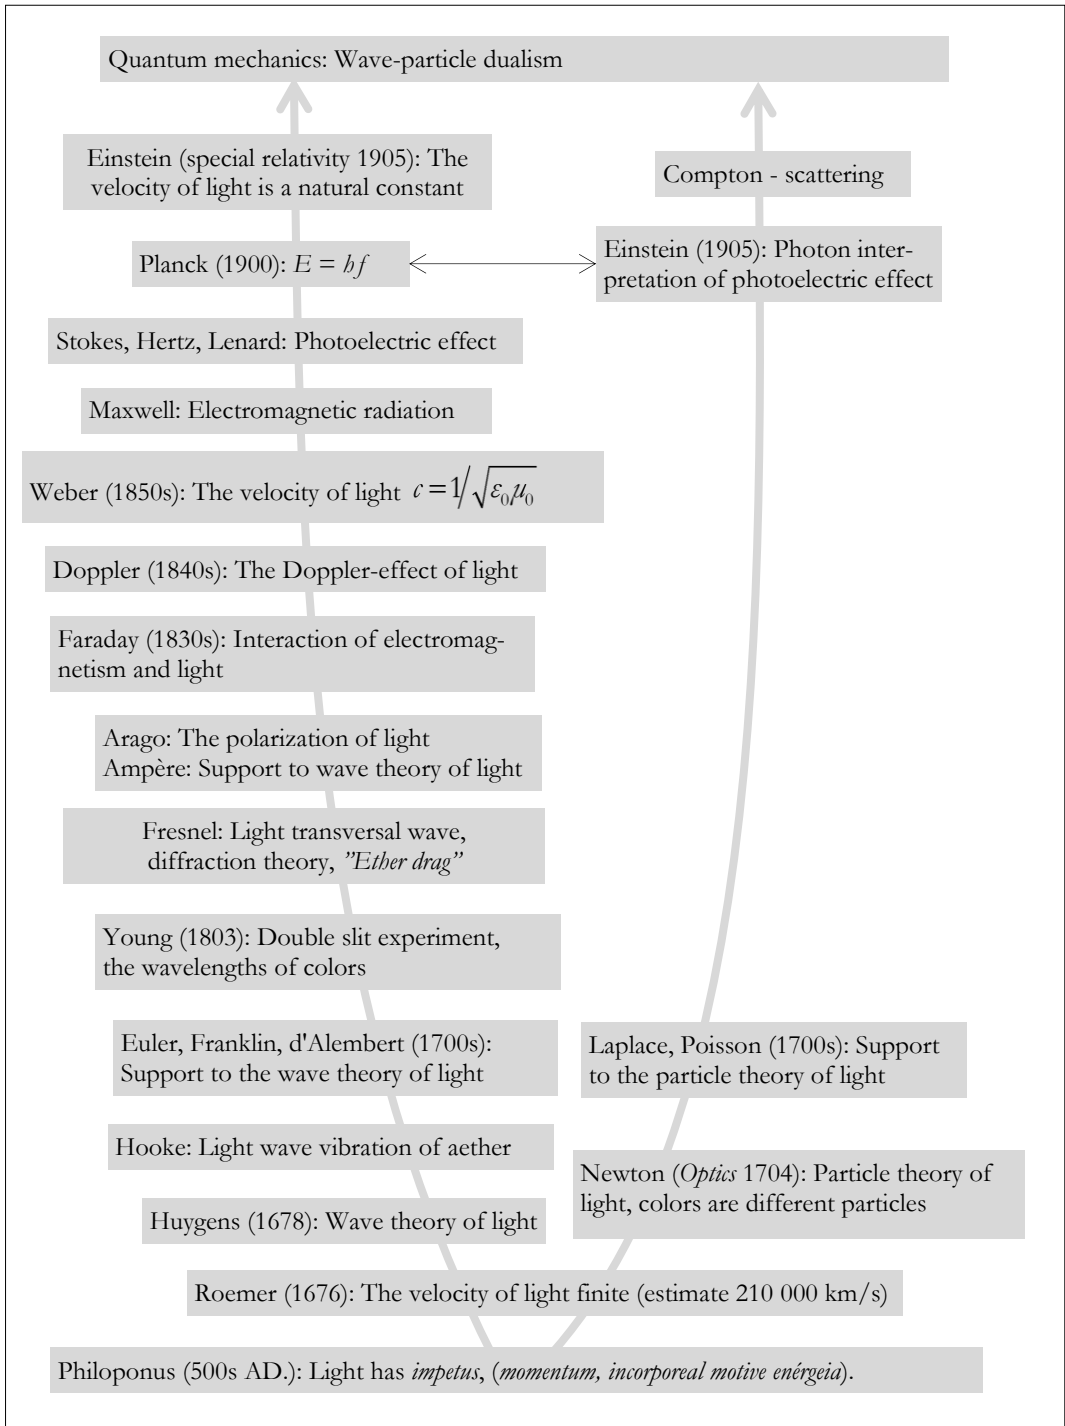 Quantum mechanics: Wave-particle dualism
Einstein (special relativity 1905): The
velocity of light is a natural constant
Compton - scattering
Planck (1900): E = hf
Einstein (1905): Photon inter-
pretation of photoelectric effect
Stokes, Hertz, Lenard: Photoelectric effect
Maxwell: Electromagnetic radiation
Weber (1850s): The velocity of light c = 1/√ε₀μ₀
Doppler (1840s): The Doppler-effect of light
Faraday (1830s): Interaction of electromag-
netism and light
Arago: The polarization of light
Ampère: Support to wave theory of light
Fresnel: Light transversal wave,
diffraction theory, ”Ether drag”
Young (1803): Double slit experiment,
the wavelengths of colors
Euler, Franklin, d'Alembert (1700s):
Support to the wave theory of light
Laplace, Poisson (1700s): Support
to the particle theory of light
Hooke: Light wave vibration of aether
Newton (Optics 1704): Particle theory of
light, colors are different particles
Huygens (1678): Wave theory of light
Roemer (1676): The velocity of light finite (estimate 210 000 km/s)
Philoponus (500s AD.): Light has impetus, (momentum, incorporeal motive enérgeia).